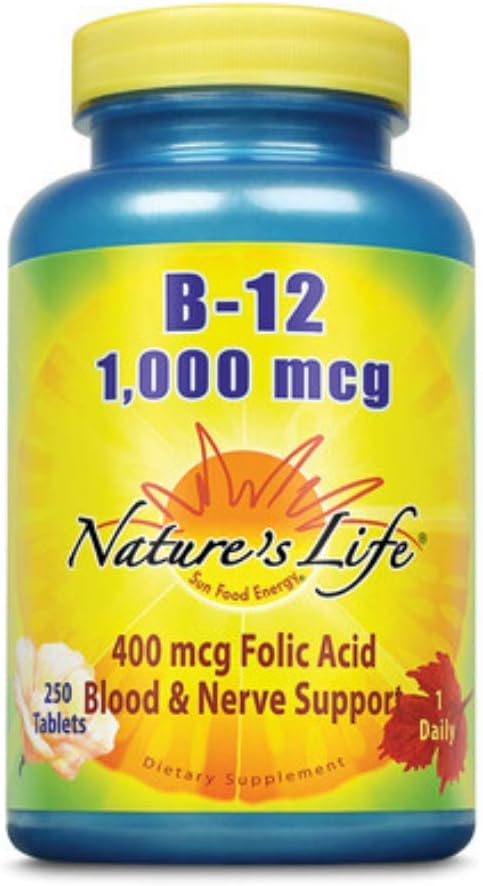 B-12
1,000 mcg
Nature's Life®
Sun Food Energy®
400 mcg Folic Acid
Blood & Nerve Support
250
Tablets
1
Daily
Dietary Supplement